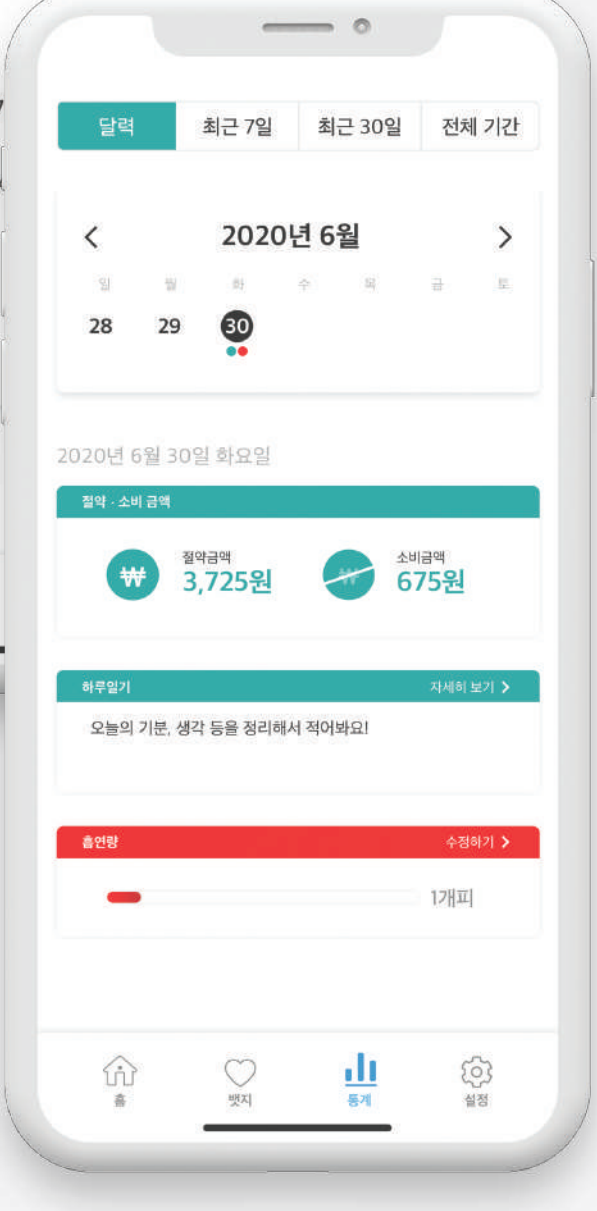 달력 최근 7일 최근 30일 전체 기간
2020년 6월
일 월 화 수 목 금 토
28 29 30
2020년 6월 30일 화요일
절약 · 소비 금액
절약금액 소비금액
3,725원 675원
하루일기 자세히 보기
오늘의 기분, 생각 등을 정리해서 적어봐요!
흡연량 수정하기
1개피
홈 뱃지 통계 설정